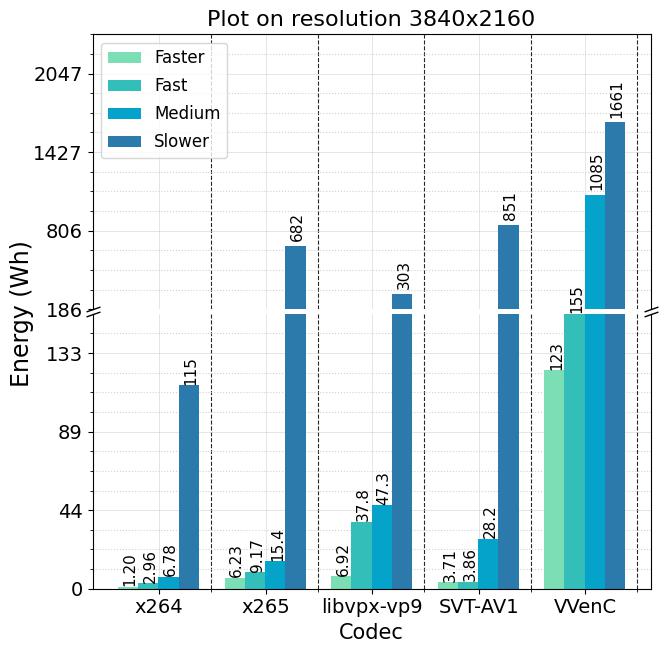 Plot on resolution 3840x2160
Faster
Fast
Medium
Slower
Energy (Wh)
2047
1427
806
186
133
89
44
0
1.20
2.96
6.78
115
6.23
9.17
15.4
682
6.92
37.8
47.3
303
3.71
3.86
28.2
851
123
155
1085
1661
x264
x265
libvpx-vp9
SVT-AV1
VVenC
Codec